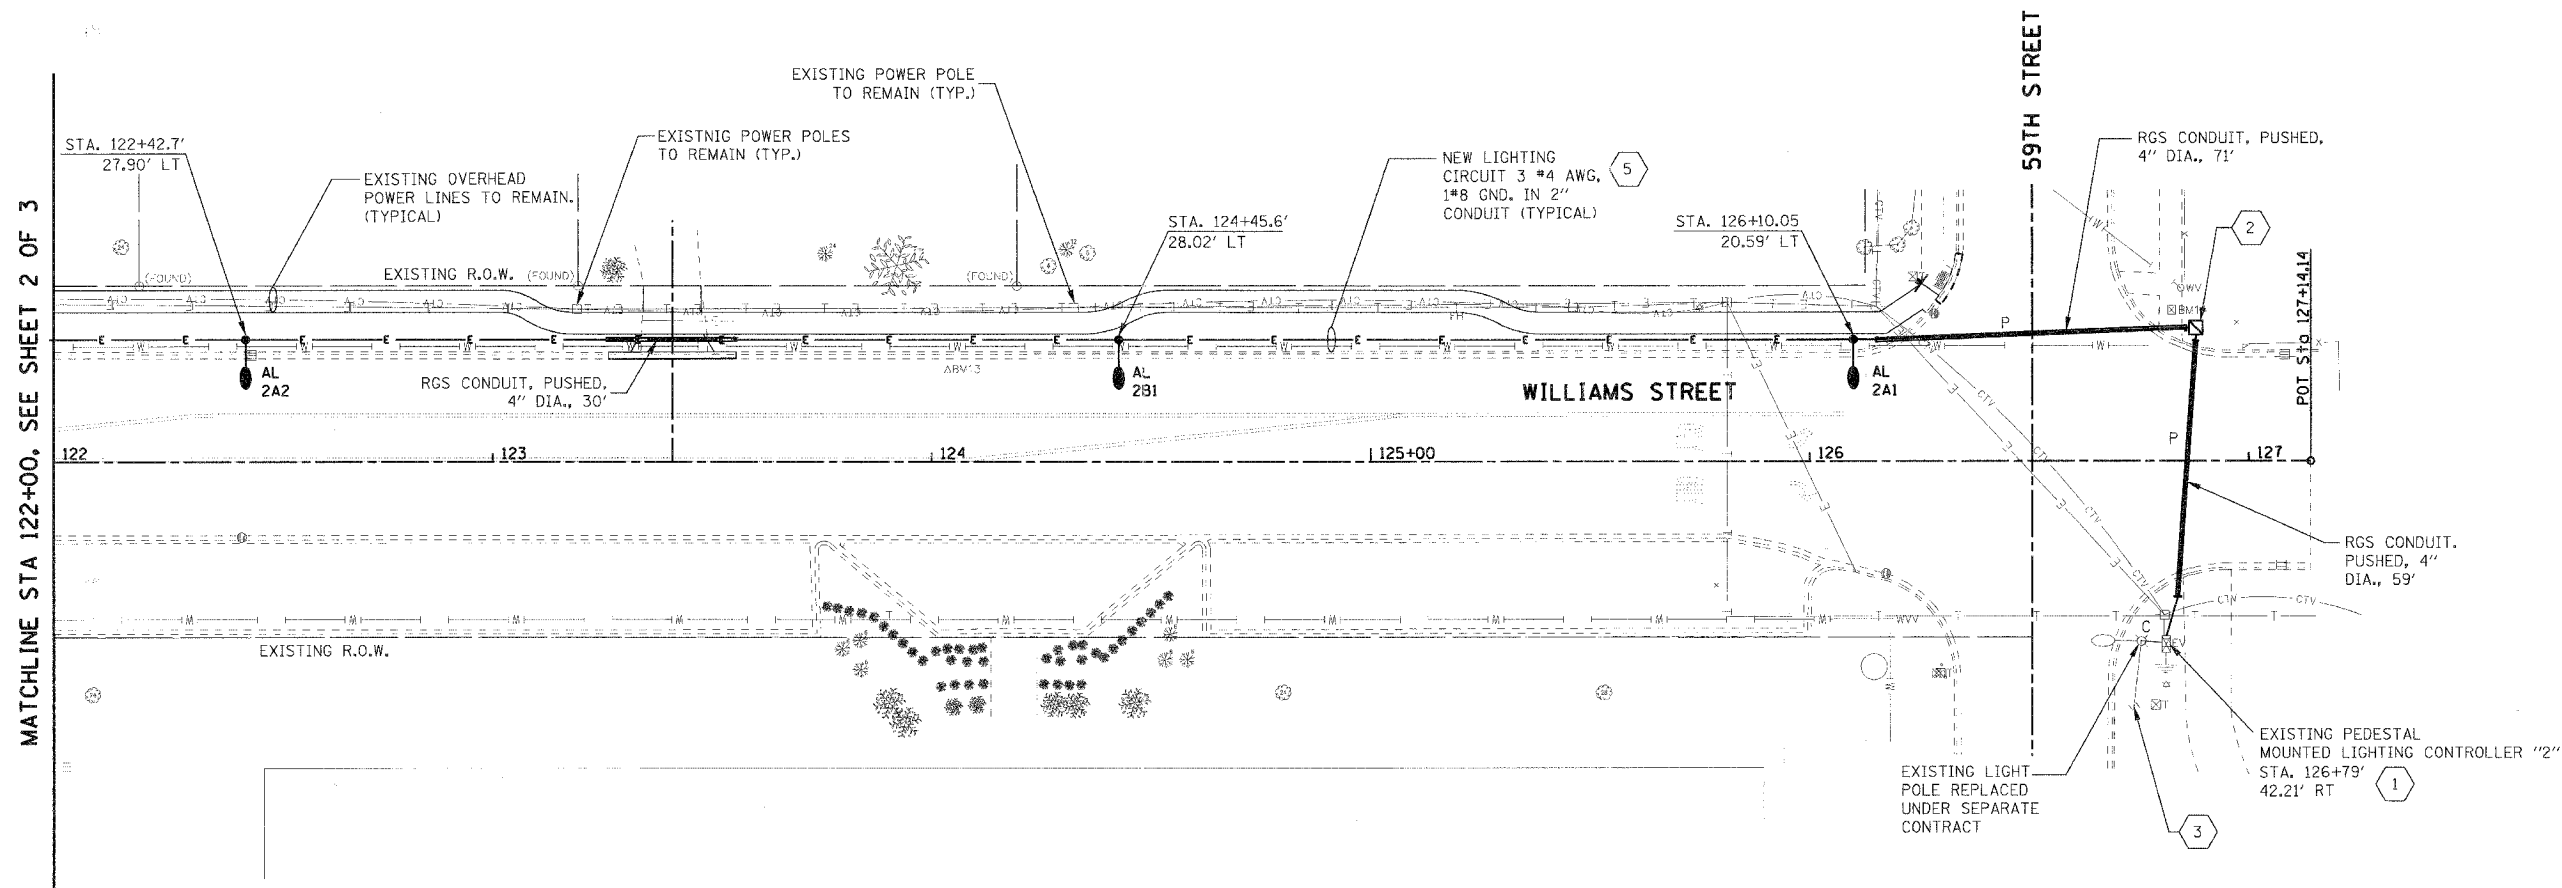 MATCHLINE STA 122+00, SEE SHEET 2 OF 3
STA. 122+42.7'
27.90' LT
EXISTING OVERHEAD
POWER LINES TO REMAIN.
(TYPICAL)
EXISTNIG POWER POLES
TO REMAIN (TYP.)
EXISTING POWER POLE
TO REMAIN (TYP.)
STA. 124+45.6'
28.02' LT
NEW LIGHTING
CIRCUIT 3 #4 AWG,
1#8 GND. IN 2"
CONDUIT (TYPICAL)
5
STA. 126+10.05
20.59' LT
59TH STREET
RGS CONDUIT, PUSHED,
4" DIA., 71'
2
POT Sta 127+14.14
(FOUND)
EXISTING R.O.W.
(FOUND)
(FOUND)
AL
2A2
RGS CONDUIT, PUSHED,
4" DIA., 30'
ABV13
AL
2B1
WILLIAMS STREET
AL
2A1
P
P
122
123
124
125+00
126
127
RGS CONDUIT.
PUSHED, 4"
DIA., 59'
EXISTING R.O.W.
C
EXISTING PEDESTAL
MOUNTED LIGHTING CONTROLLER "2"
STA. 126+79'
42.21' RT
1
EXISTING LIGHT
POLE REPLACED
UNDER SEPARATE
CONTRACT
3